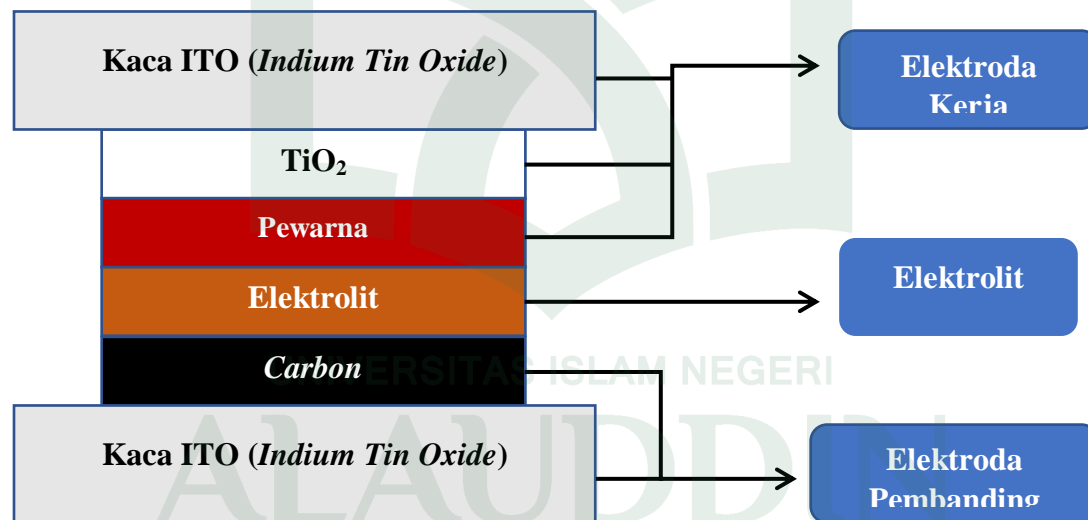 Kaca ITO (Indium Tin Oxide)
Elektroda
Kerja
TiO₂
Pewarna
Elektrolit
Elektrolit
Carbon
UNIVERSITAS ISLAM NEGERI
ALAUDDIN
Kaca ITO (Indium Tin Oxide)
Elektroda
Pembanding